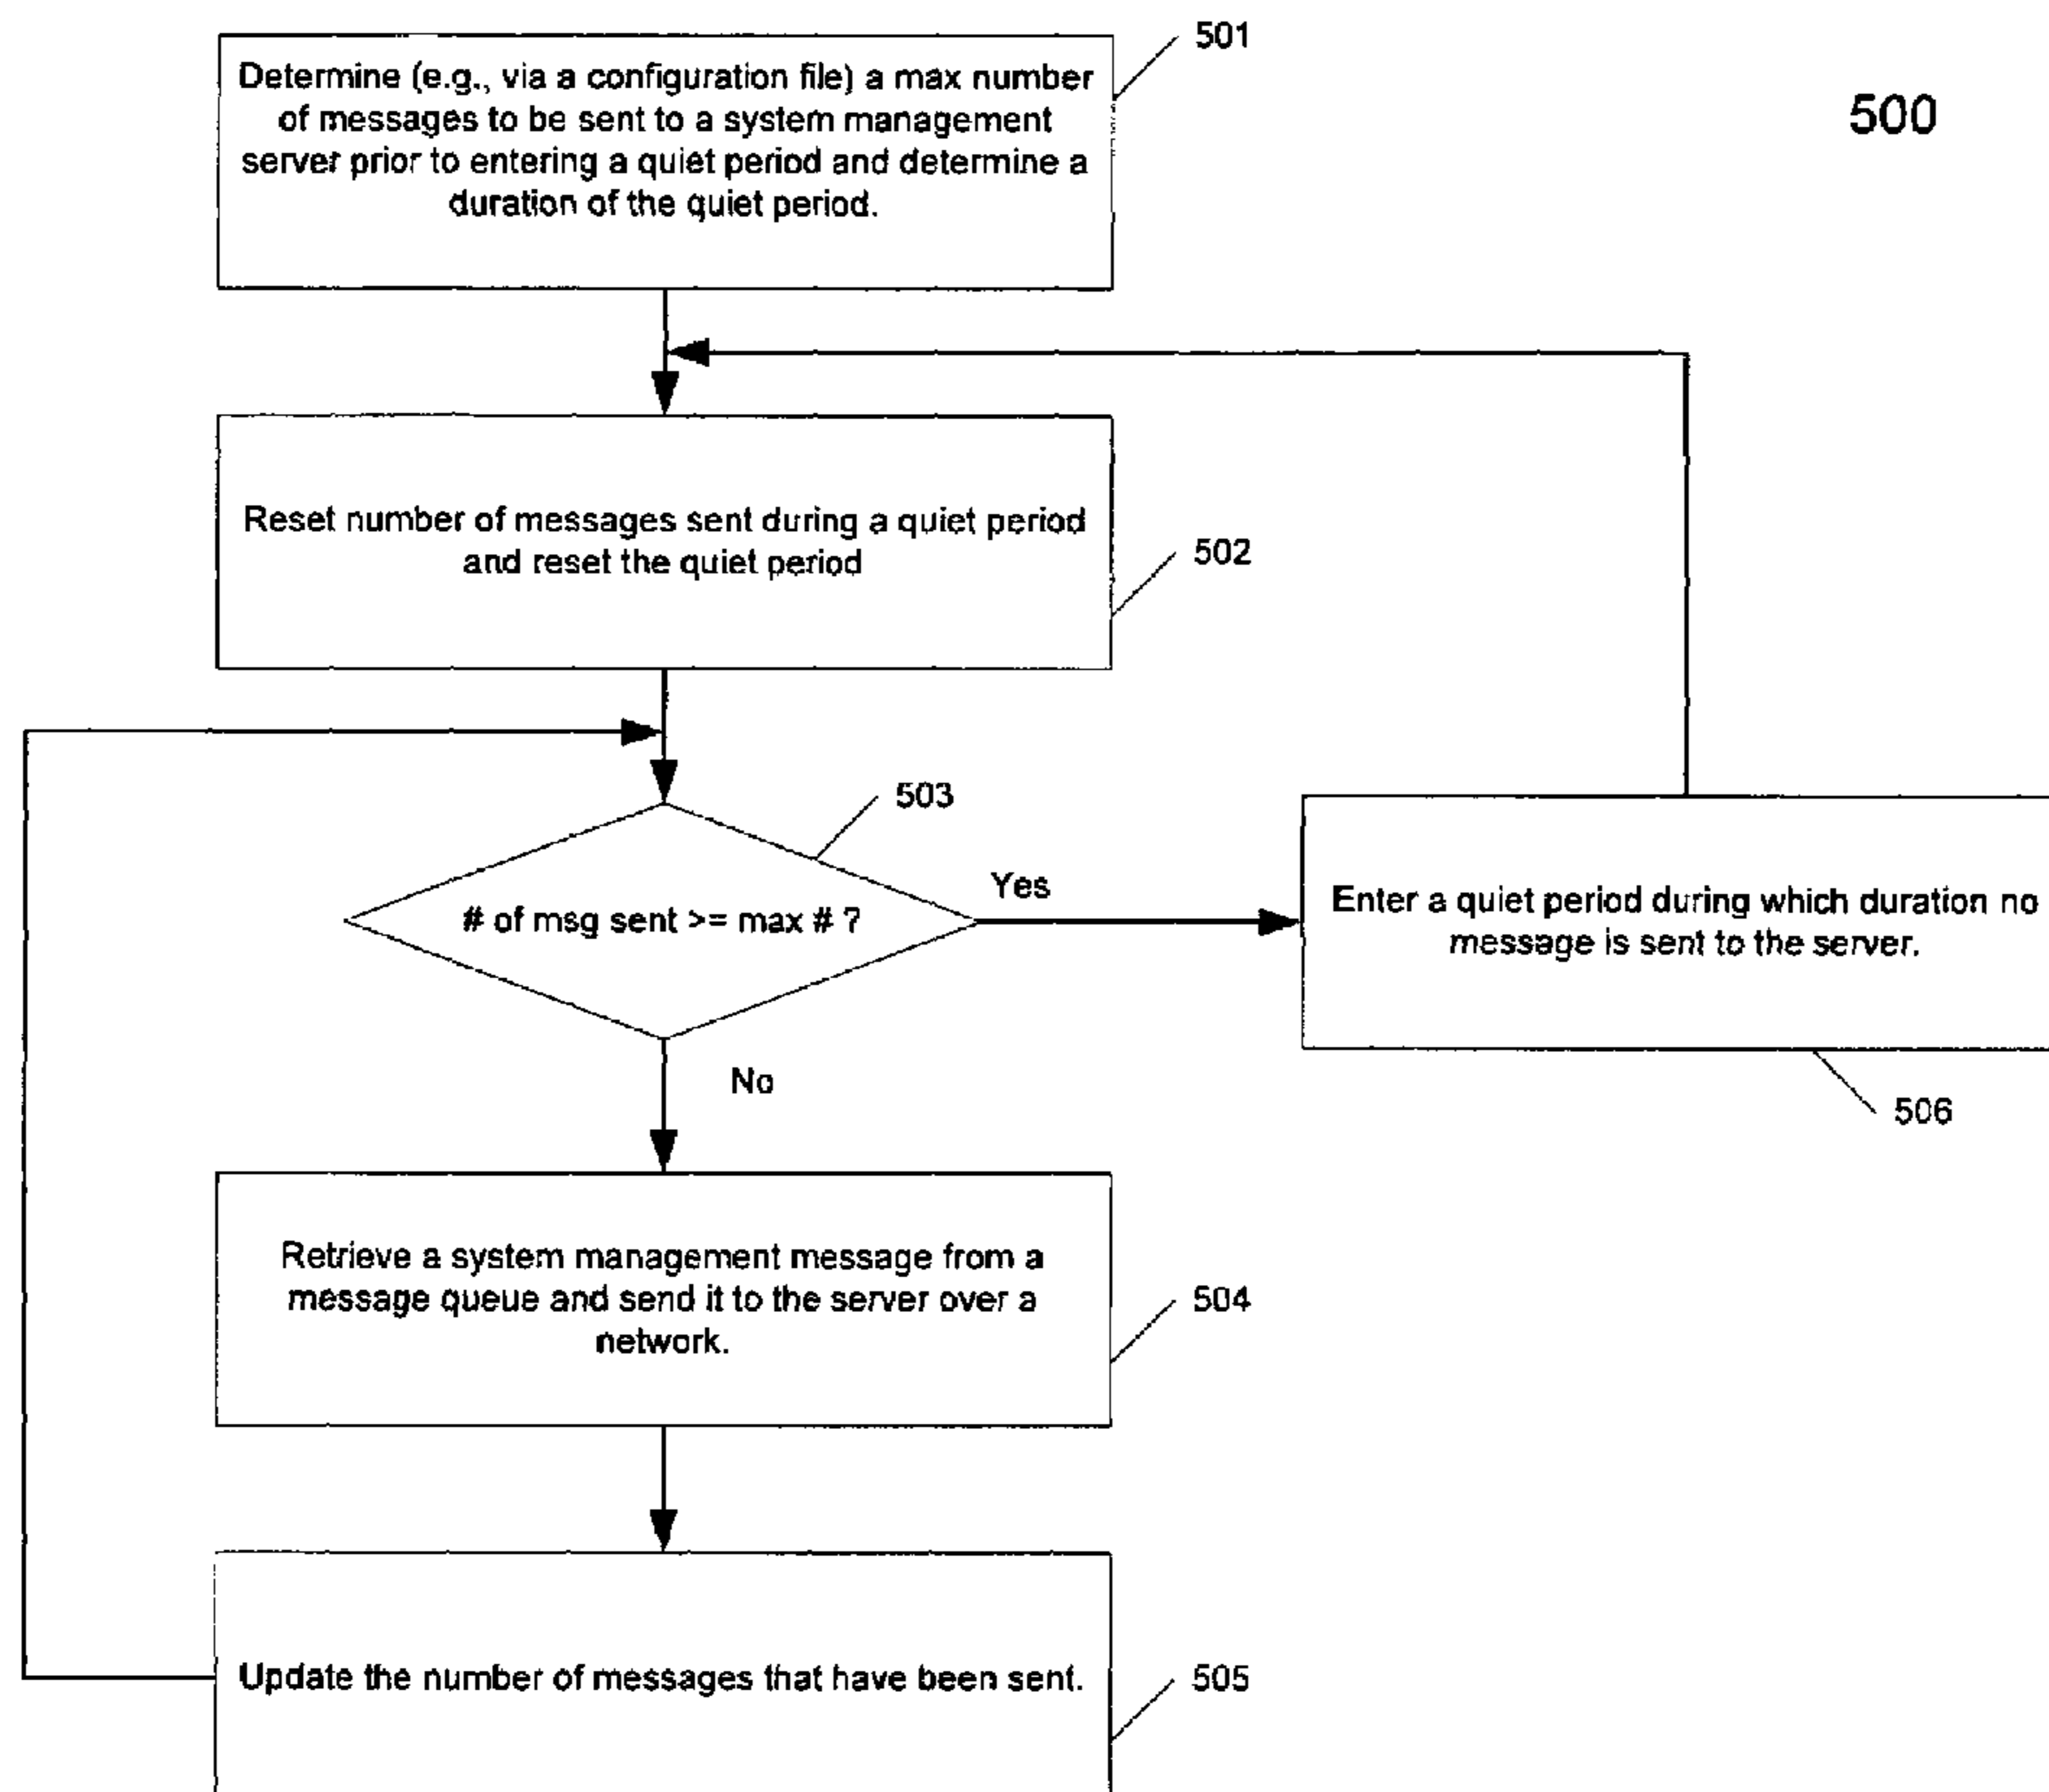 501
500
Determine (e.g., via a configuration file) a max number
of messages to be sent to a system management
server prior to entering a quiet period and determine a
duration of the quiet period.
Reset number of messages sent during a quiet period
and reset the quiet period
502
503
Yes
# of msg sent >= max # ?
Enter a quiet period during which duration no
message is sent to the server.
No
506
Retrieve a system management message from a
message queue and send it to the server over a
network.
504
Update the number of messages that have been sent.
505